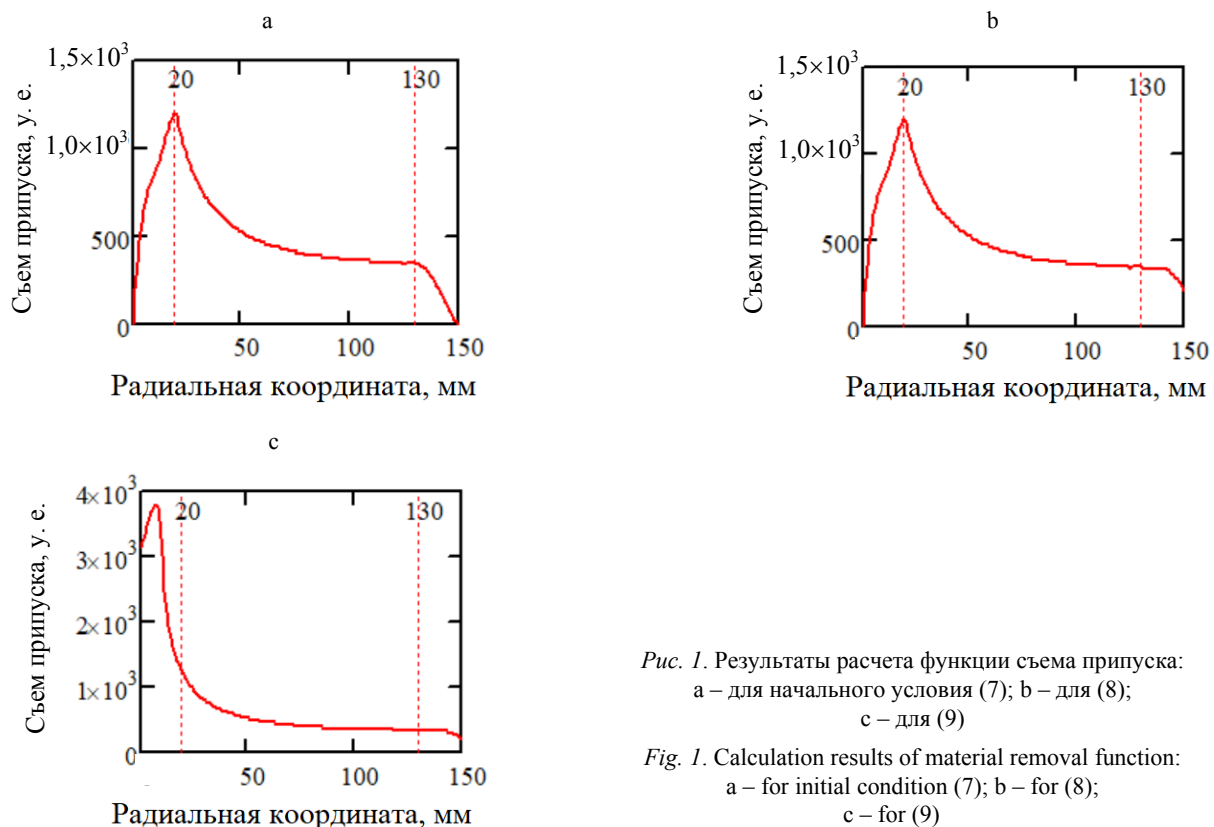 a
Съем припуска, у. е.
1,5×10³
1,0×10³
500
0
20
130
50
100
150
Радиальная координата, мм
b
Съем припуска, у. е.
1,5×10³
1,0×10³
500
0
20
130
50
100
150
Радиальная координата, мм
c
Съем припуска, у. е.
4×10³
3×10³
2×10³
1×10³
0
20
130
50
100
150
Радиальная координата, мм
Рис. 1. Результаты расчета функции съема припуска:
a – для начального условия (7); b – для (8);
c – для (9)
Fig. 1. Calculation results of material removal function:
a – for initial condition (7); b – for (8);
c – for (9)